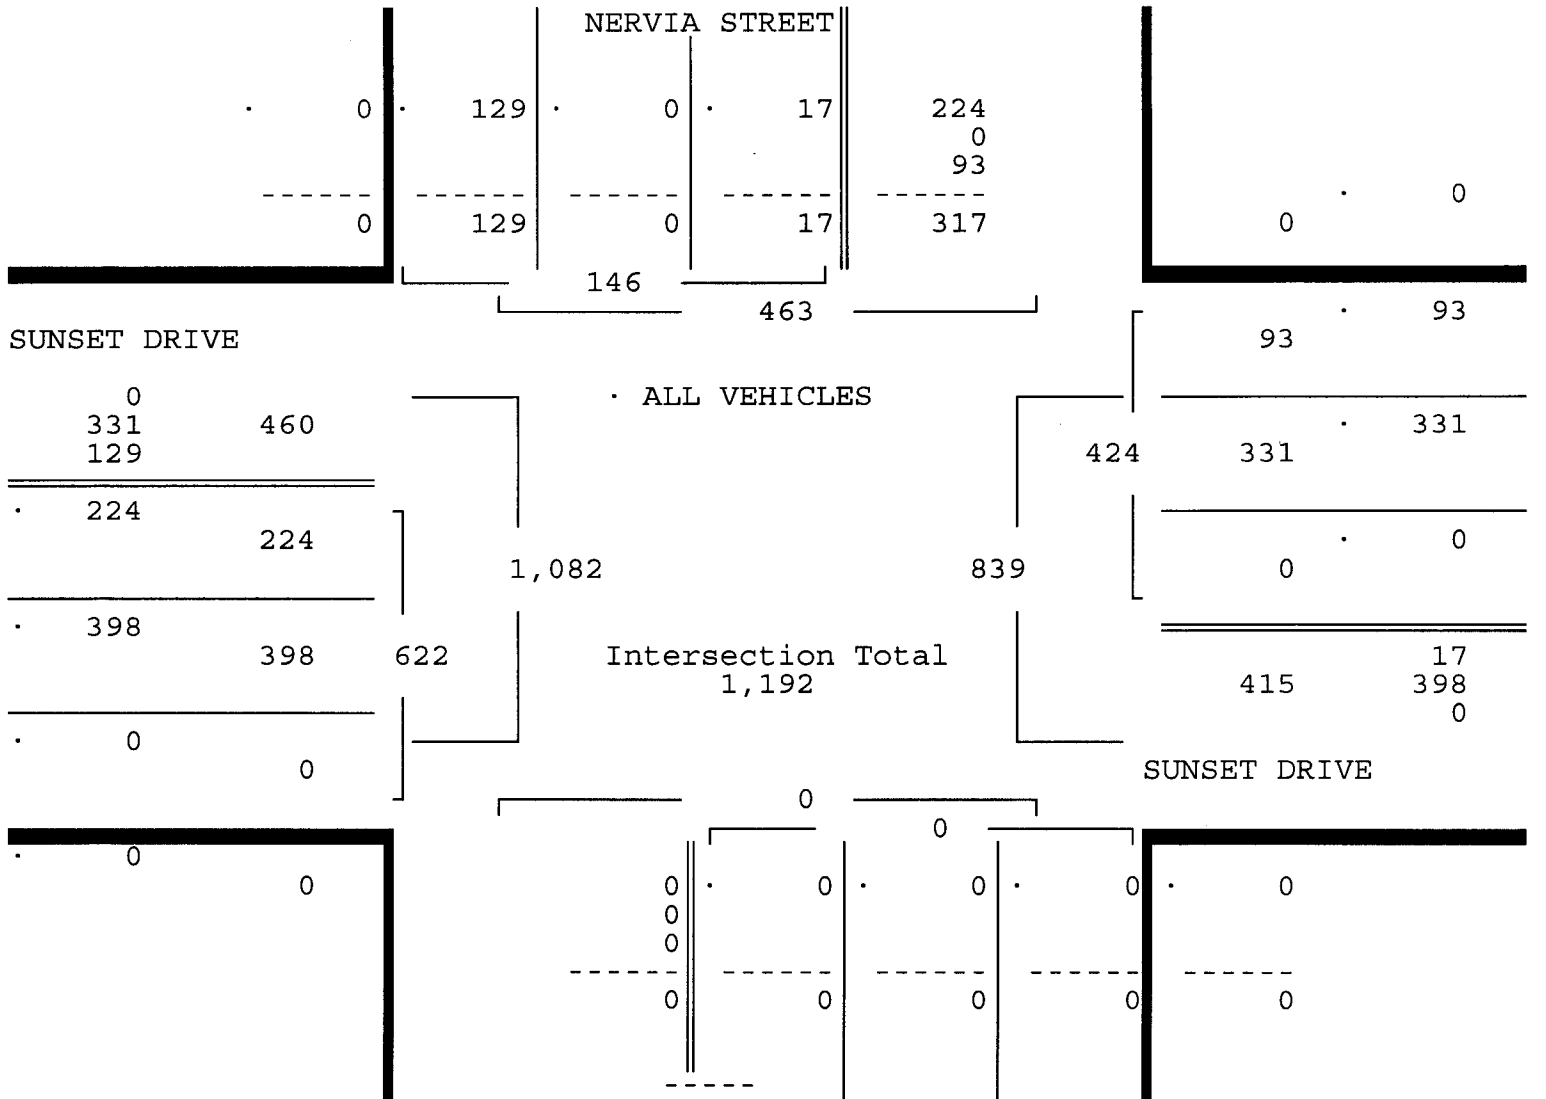 NERVIA STREET
· 0 · 129 · 0 · 17 224
0
93
· 0
0 129 0 17 317 0
146
463 · 93
SUNSET DRIVE 93
0 · ALL VEHICLES
331 460 · 331
129 424 331
· 224
224 · 0
1,082 839 0
· 398
398 622 Intersection Total 17
1,192 415 398
0
· 0
0 SUNSET DRIVE
0
0
· 0
0 0 · 0 · 0 · 0 · 0
0
0
0 0 0 0 0